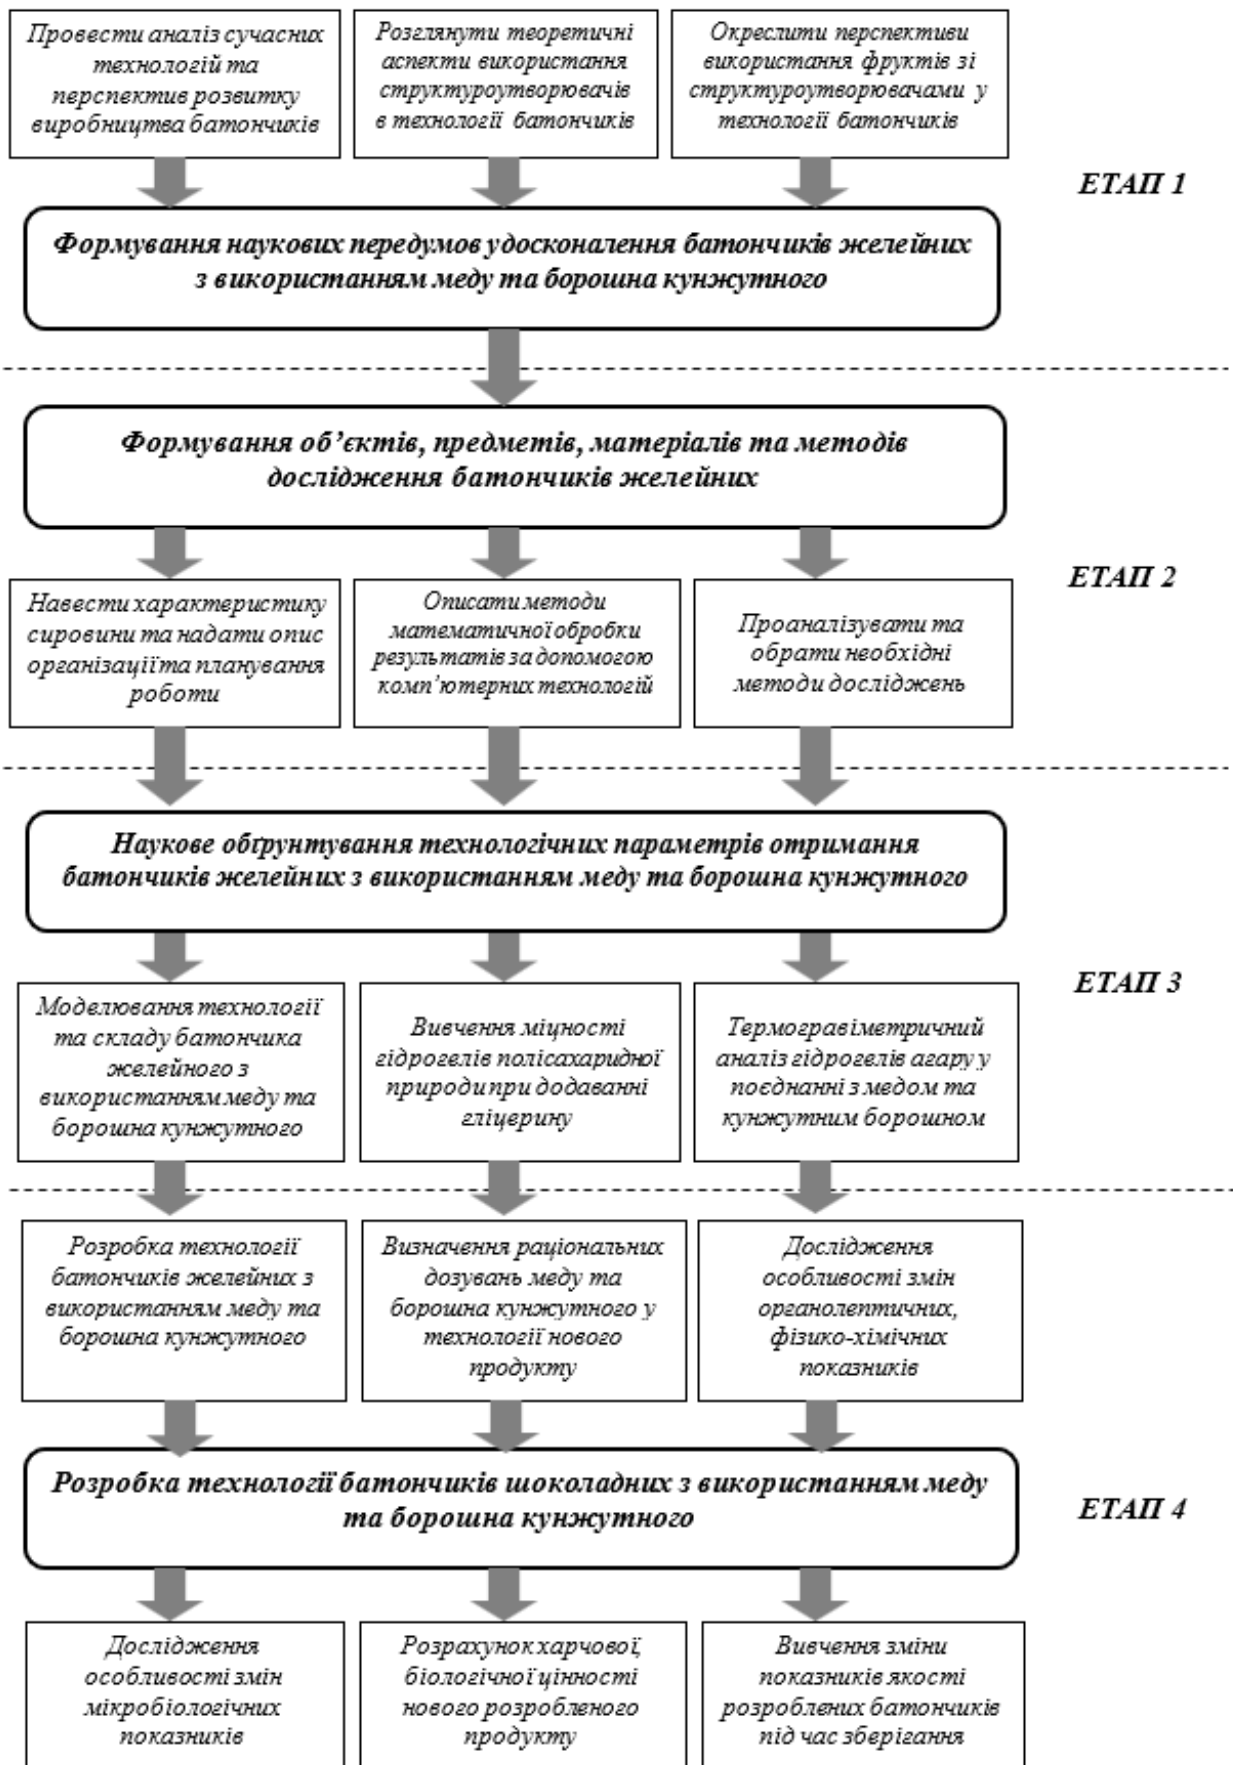 Провести аналіз сучасних
технологій та
перспектив розвитку
виробництва батончиків
Розглянути теоретичні
аспекти використання
структуроутворювачів
в технології батончиків
Окреслити перспективи
використання фруктів зі
структуроутворювачами у
технології батончиків
ЕТАП 1
Формування наукових передумов удосконалення батончиків желейних
з використанням меду та борошна кунжутного
Формування об’єктів, предметів, матеріалів та методів
дослідження батончиків желейних
ЕТАП 2
Навести характеристику
сировини та надати опис
організації та планування
роботи
Описати методи
математичної обробки
результатів за допомогою
комп’ютерних технологій
Проаналізувати та
обрати необхідні
методи досліджень
Наукове обґрунтування технологічних параметрів отримання
батончиків желейних з використанням меду та борошна кунжутного
ЕТАП 3
Моделювання технології
та складу батончика
желейного з
використанням меду та
борошна кунжутного
Вивчення міцності
гідрогелів полісахаридної
природи при додаванні
гліцерину
Термогравіметричний
аналіз гідрогелів агару у
поєднанні з медом та
кунжутним борошном
Розробка технології
батончиків желейних з
використанням меду та
борошна кунжутного
Визначення раціональних
дозувань меду та
борошна кунжутного у
технології нового
продукту
Дослідження
особливості змін
органолептичних,
фізико-хімічних
показників
Розробка технології батончиків шоколадних з використанням меду
та борошна кунжутного
ЕТАП 4
Дослідження
особливості змін
мікробіологічних
показників
Розрахунок харчової,
біологічної цінності
нового розробленого
продукту
Вивчення зміни
показників якості
розроблених батончиків
під час зберігання